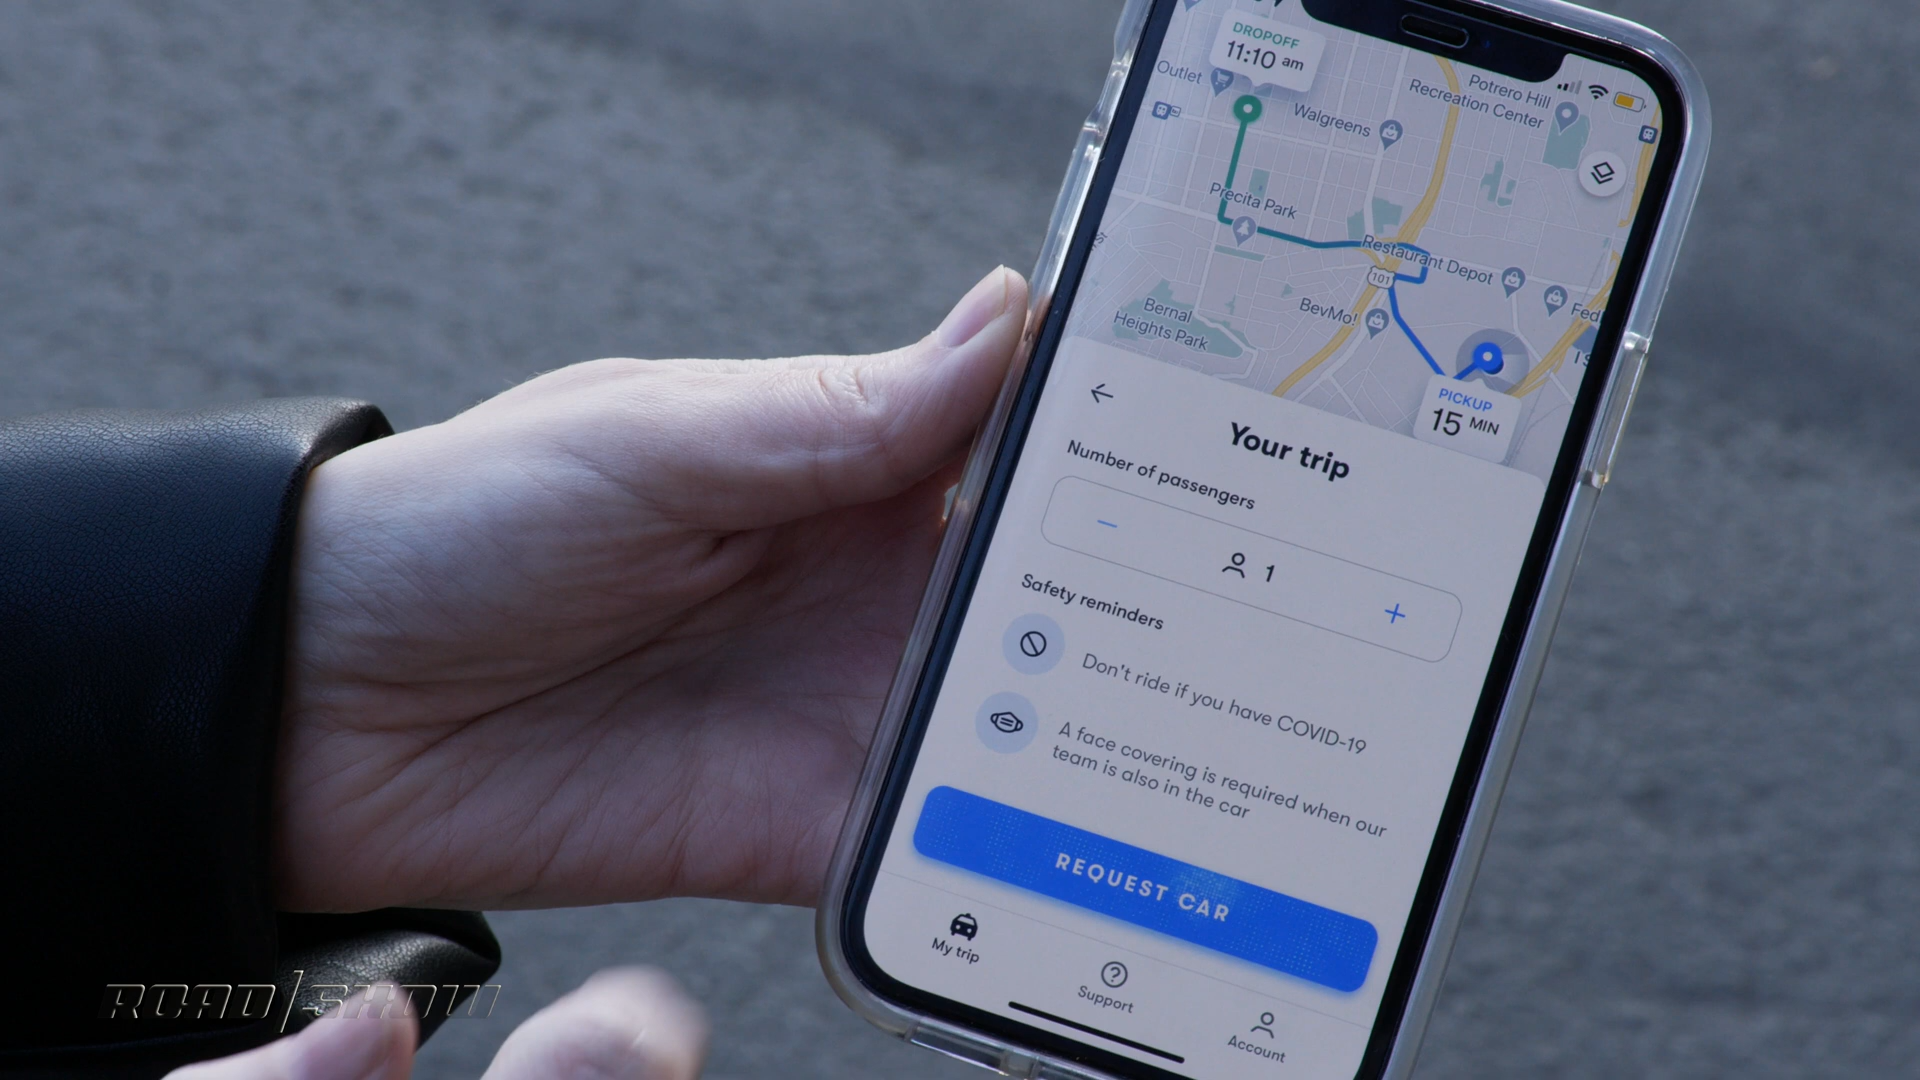 DROPOFF
11:10 am
Outlet
Walgreens
Potrero Hill
Recreation Center
Precita Park
Restaurant Depot
101
BevMo!
Fed
Bernal
Heights Park
PICKUP
15 MIN
Your trip
Number of passengers
1
Safety reminders
Don't ride if you have COVID-19
A face covering is required when our
team is also in the car
REQUEST CAR
My trip
Support
Account
ROAD/SHOW